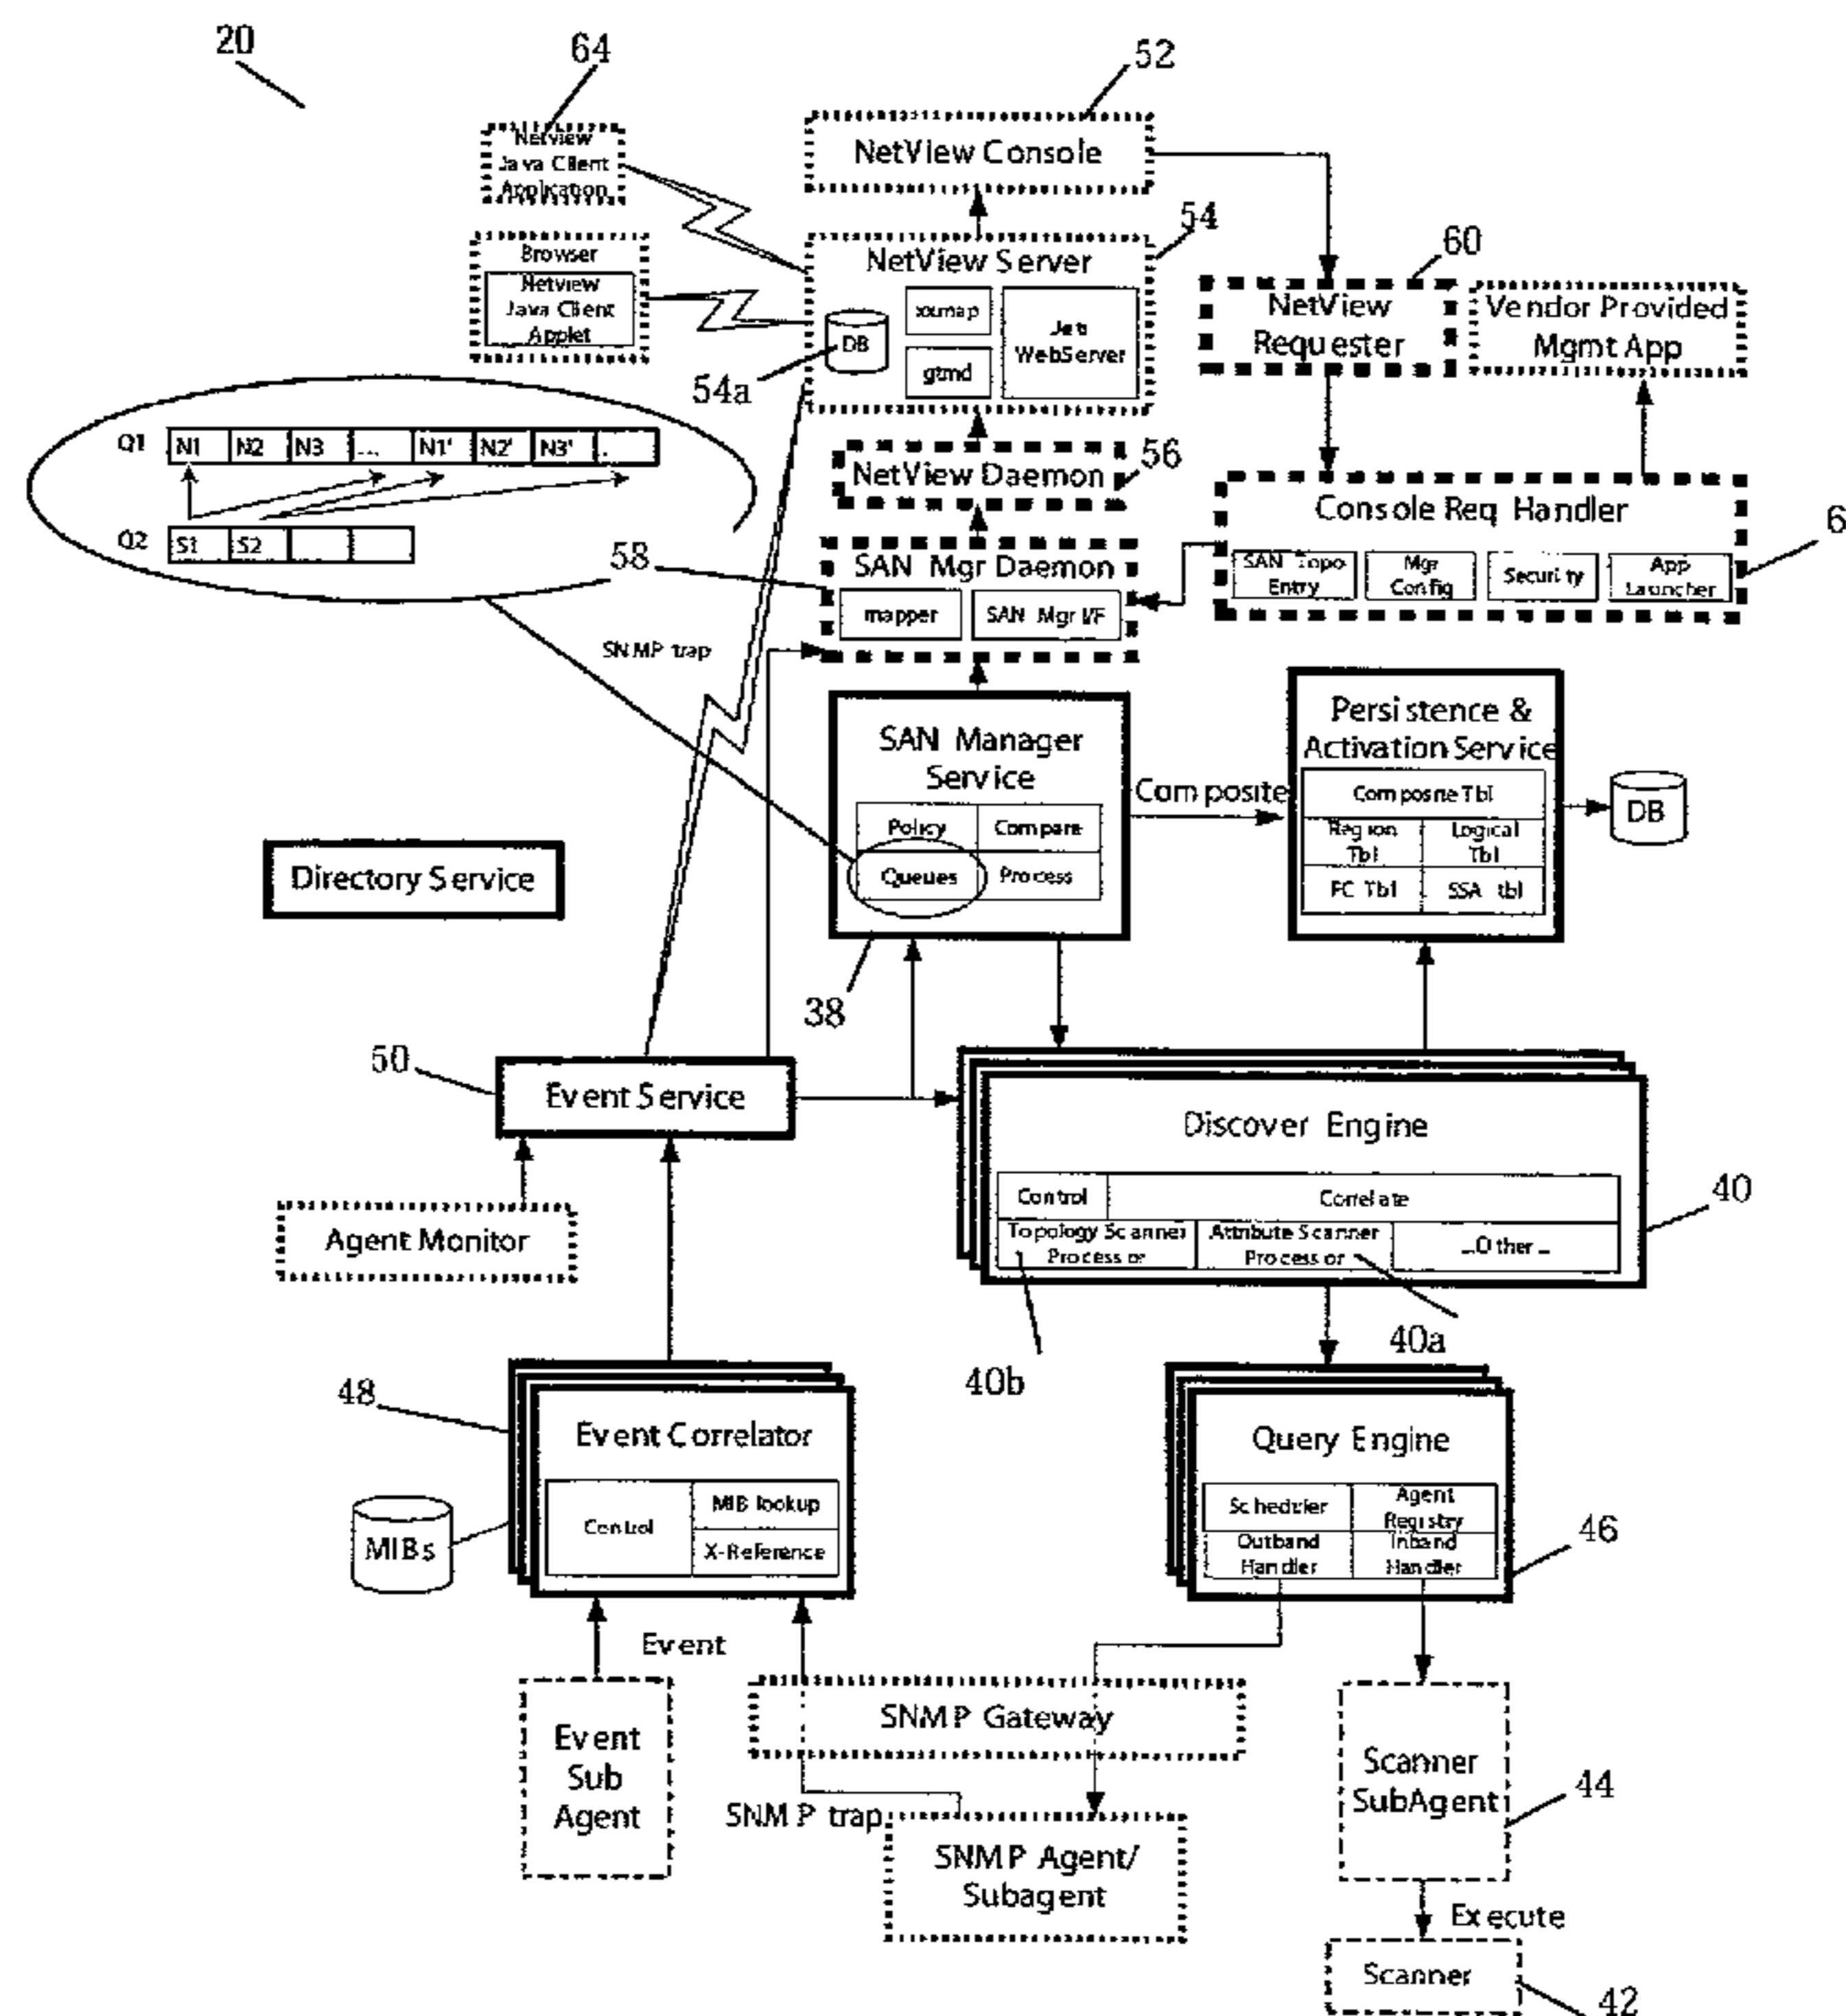 20
64
52
Netview
Java Client
Application
NetView Console
54
Browser
Netview
Java Client
Applet
NetView Server
DB
xxmap
gtmd
WebServer
54a
60
NetView
Requester
Vendor Provided
Mgmt App
Q1 N1 N2 N3 ... N1' N2' N3' .
Q2 S1 S2
NetView Daemon
56
Console Req Handler
SAN Topo
Entry
Mgr
Config
Security
App
Launcher
6
58
SAN Mgr Daemon
mapper
SAN Mgr I/F
SNMP trap
SAN Manager
Service
Policy
Compare
Queues
Process
38
Composite
Persistence &
Activation Service
Composite Tbl
Region
Tbl
Logical
Tbl
FC Tbl
SSA tbl
DB
Directory Service
50
Event Service
Agent Monitor
Discover Engine
Control
Correlate
Topology Scanner
Processor
Attribute Scanner
Processor
...Other...
40
40a
40b
48
Event Correlator
Control
MIB lookup
X-Reference
MIBs
Query Engine
Scheduler
Agent
Registry
Outband
Handler
Inband
Handler
46
Event
Event
Sub
Agent
SNMP Gateway
SNMP trap
SNMP Agent/
Subagent
Scanner
SubAgent
44
Execute
Scanner
42